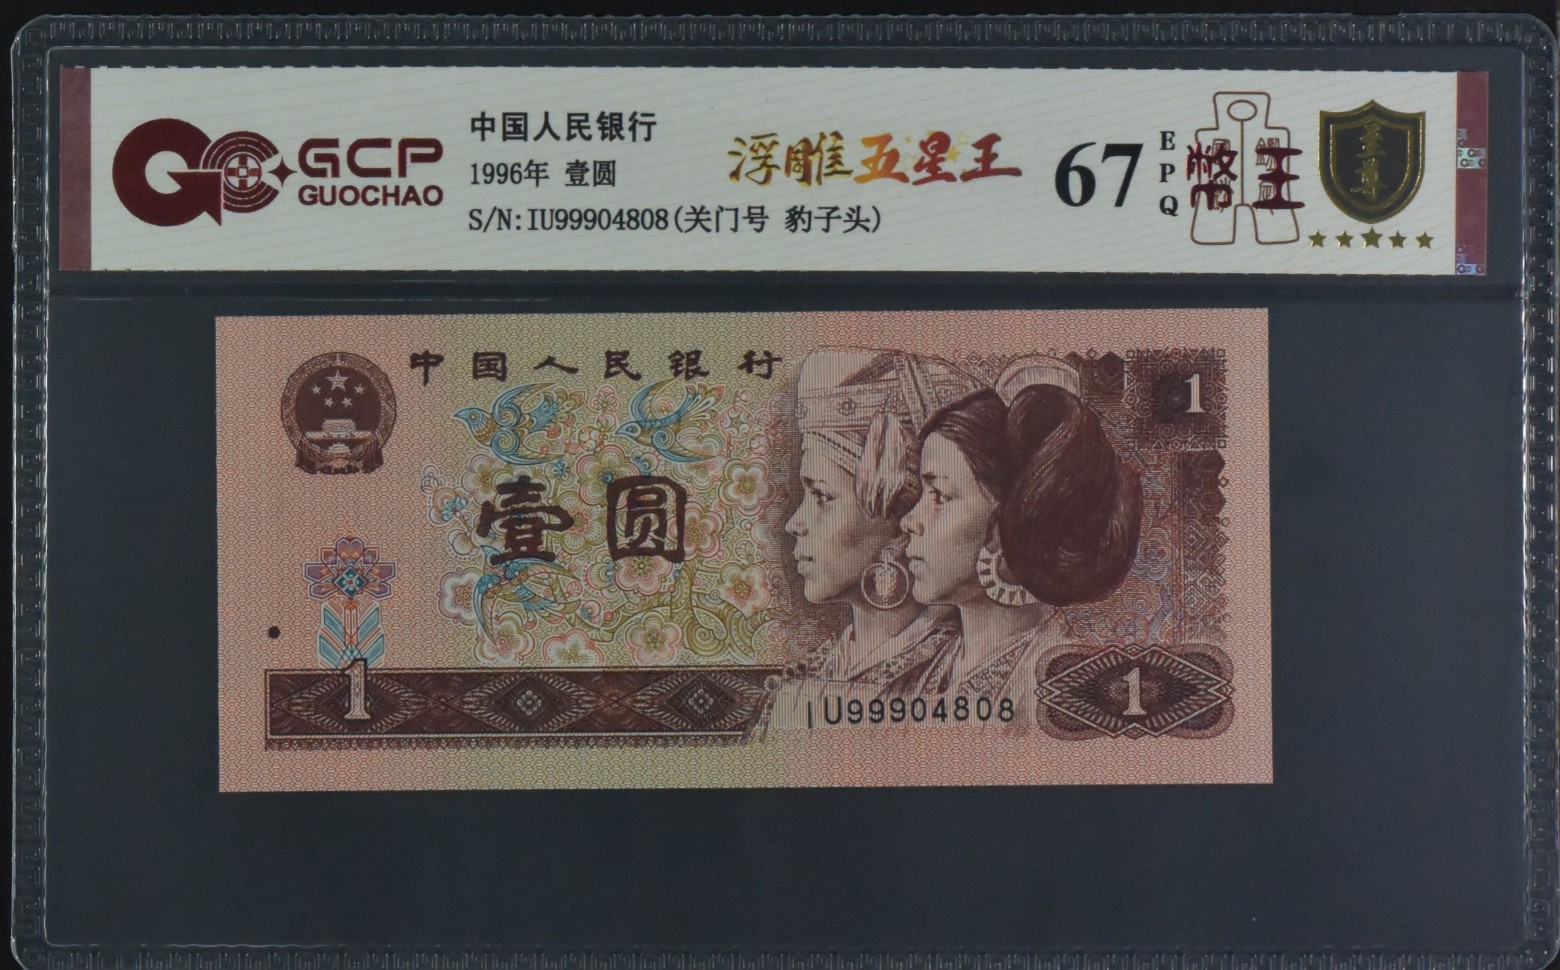 GCP
GUOCHAO
中国人民银行
1996年 壹圆
S/N:IU99904808(关门号 豹子头)
浮雕五星王
67
EPQ
币王
至尊
中国人民银行
1
壹圆
1
IU99904808
1